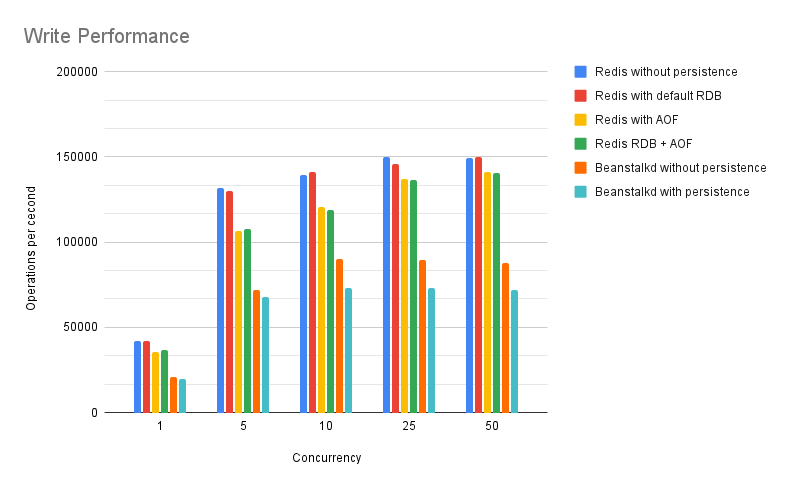 Write Performance
200000
150000
100000
50000
0
Operations per cecond
1 5 10 25 50
Concurrency
Redis without persistence
Redis with default RDB
Redis with AOF
Redis RDB + AOF
Beanstalkd without persistence
Beanstalkd with persistence